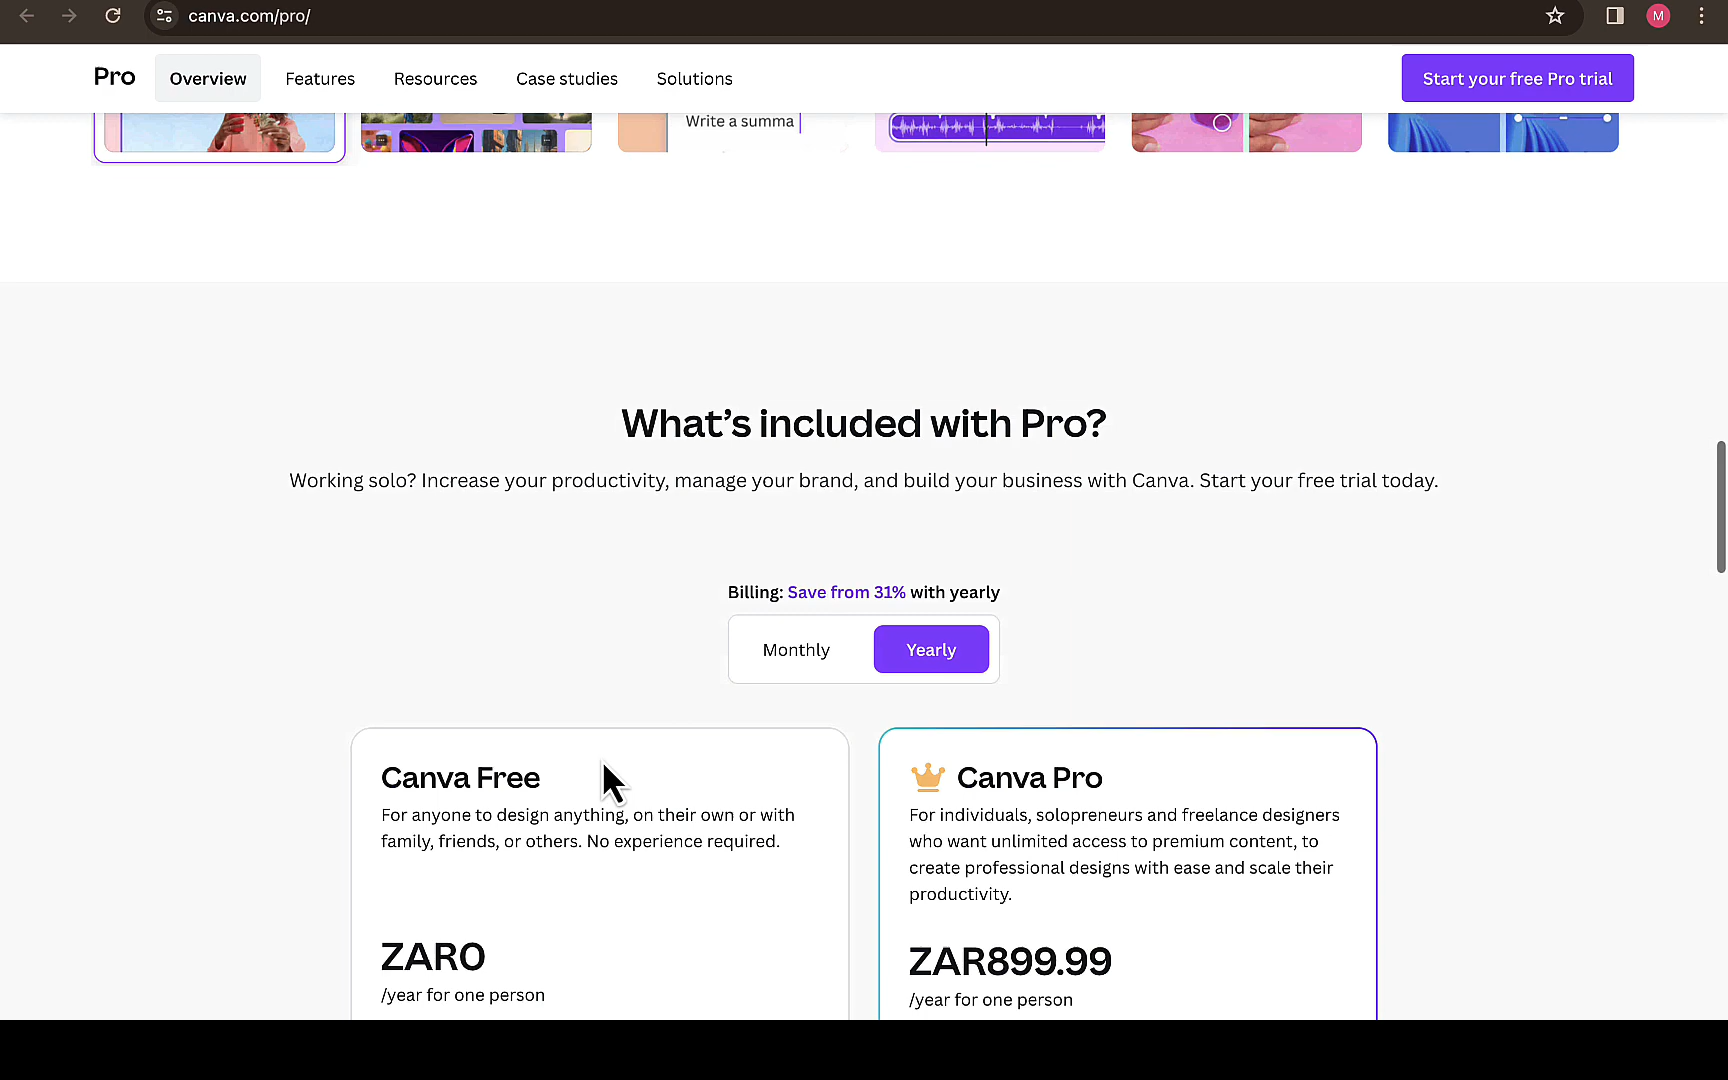 canva.com/pro/
M
Pro
Overview
Features
Resources
Case studies
Solutions
Start your free Pro trial
Write a summa
What's included with Pro?
Working solo? Increase your productivity, manage your brand, and build your business with Canva. Start your free trial today.
Billing: Save from 31% with yearly
Monthly
Yearly
Canva Free
For anyone to design anything, on their own or with
family, friends, or others. No experience required.
ZAR0
/year for one person
Canva Pro
For individuals, solopreneurs and freelance designers
who want unlimited access to premium content, to
create professional designs with ease and scale their
productivity.
ZAR899.99
/year for one person